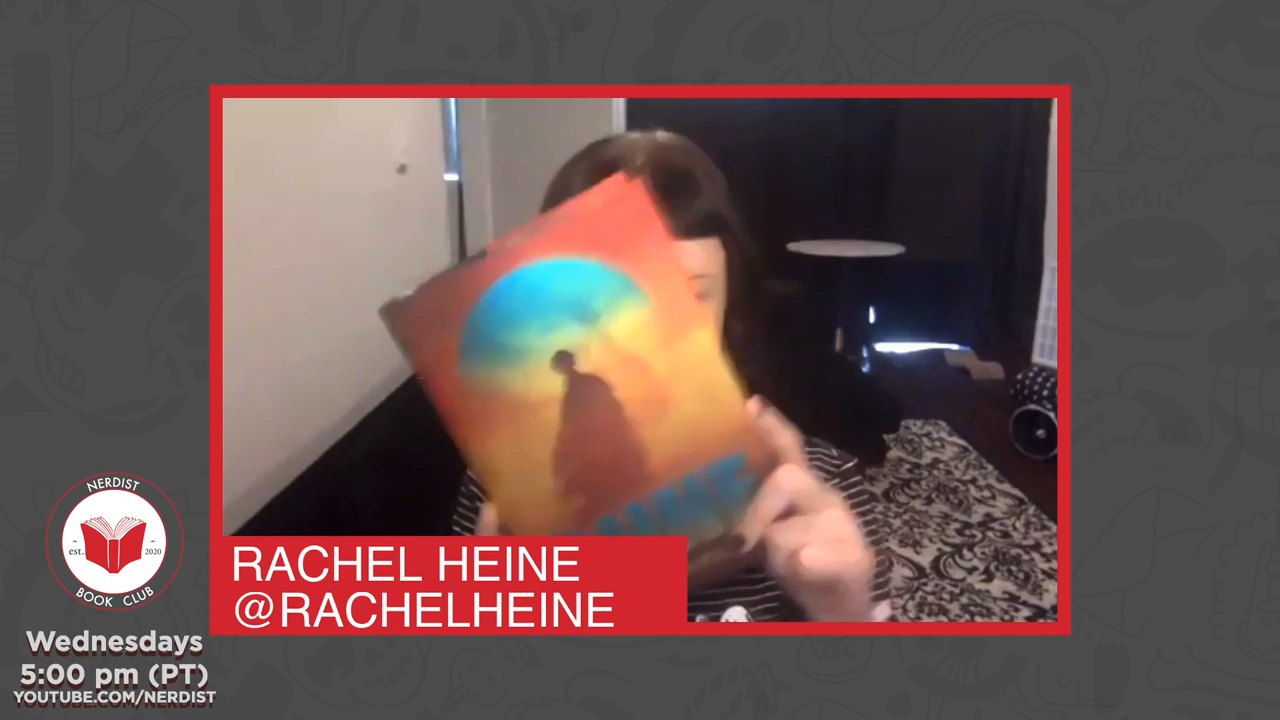 RACHEL HEINE
@RACHELHEINE
NERDIST
est. 2020
BOOK CLUB
Wednesdays
5:00 pm (PT)
YOUTUBE.COM/NERDIST